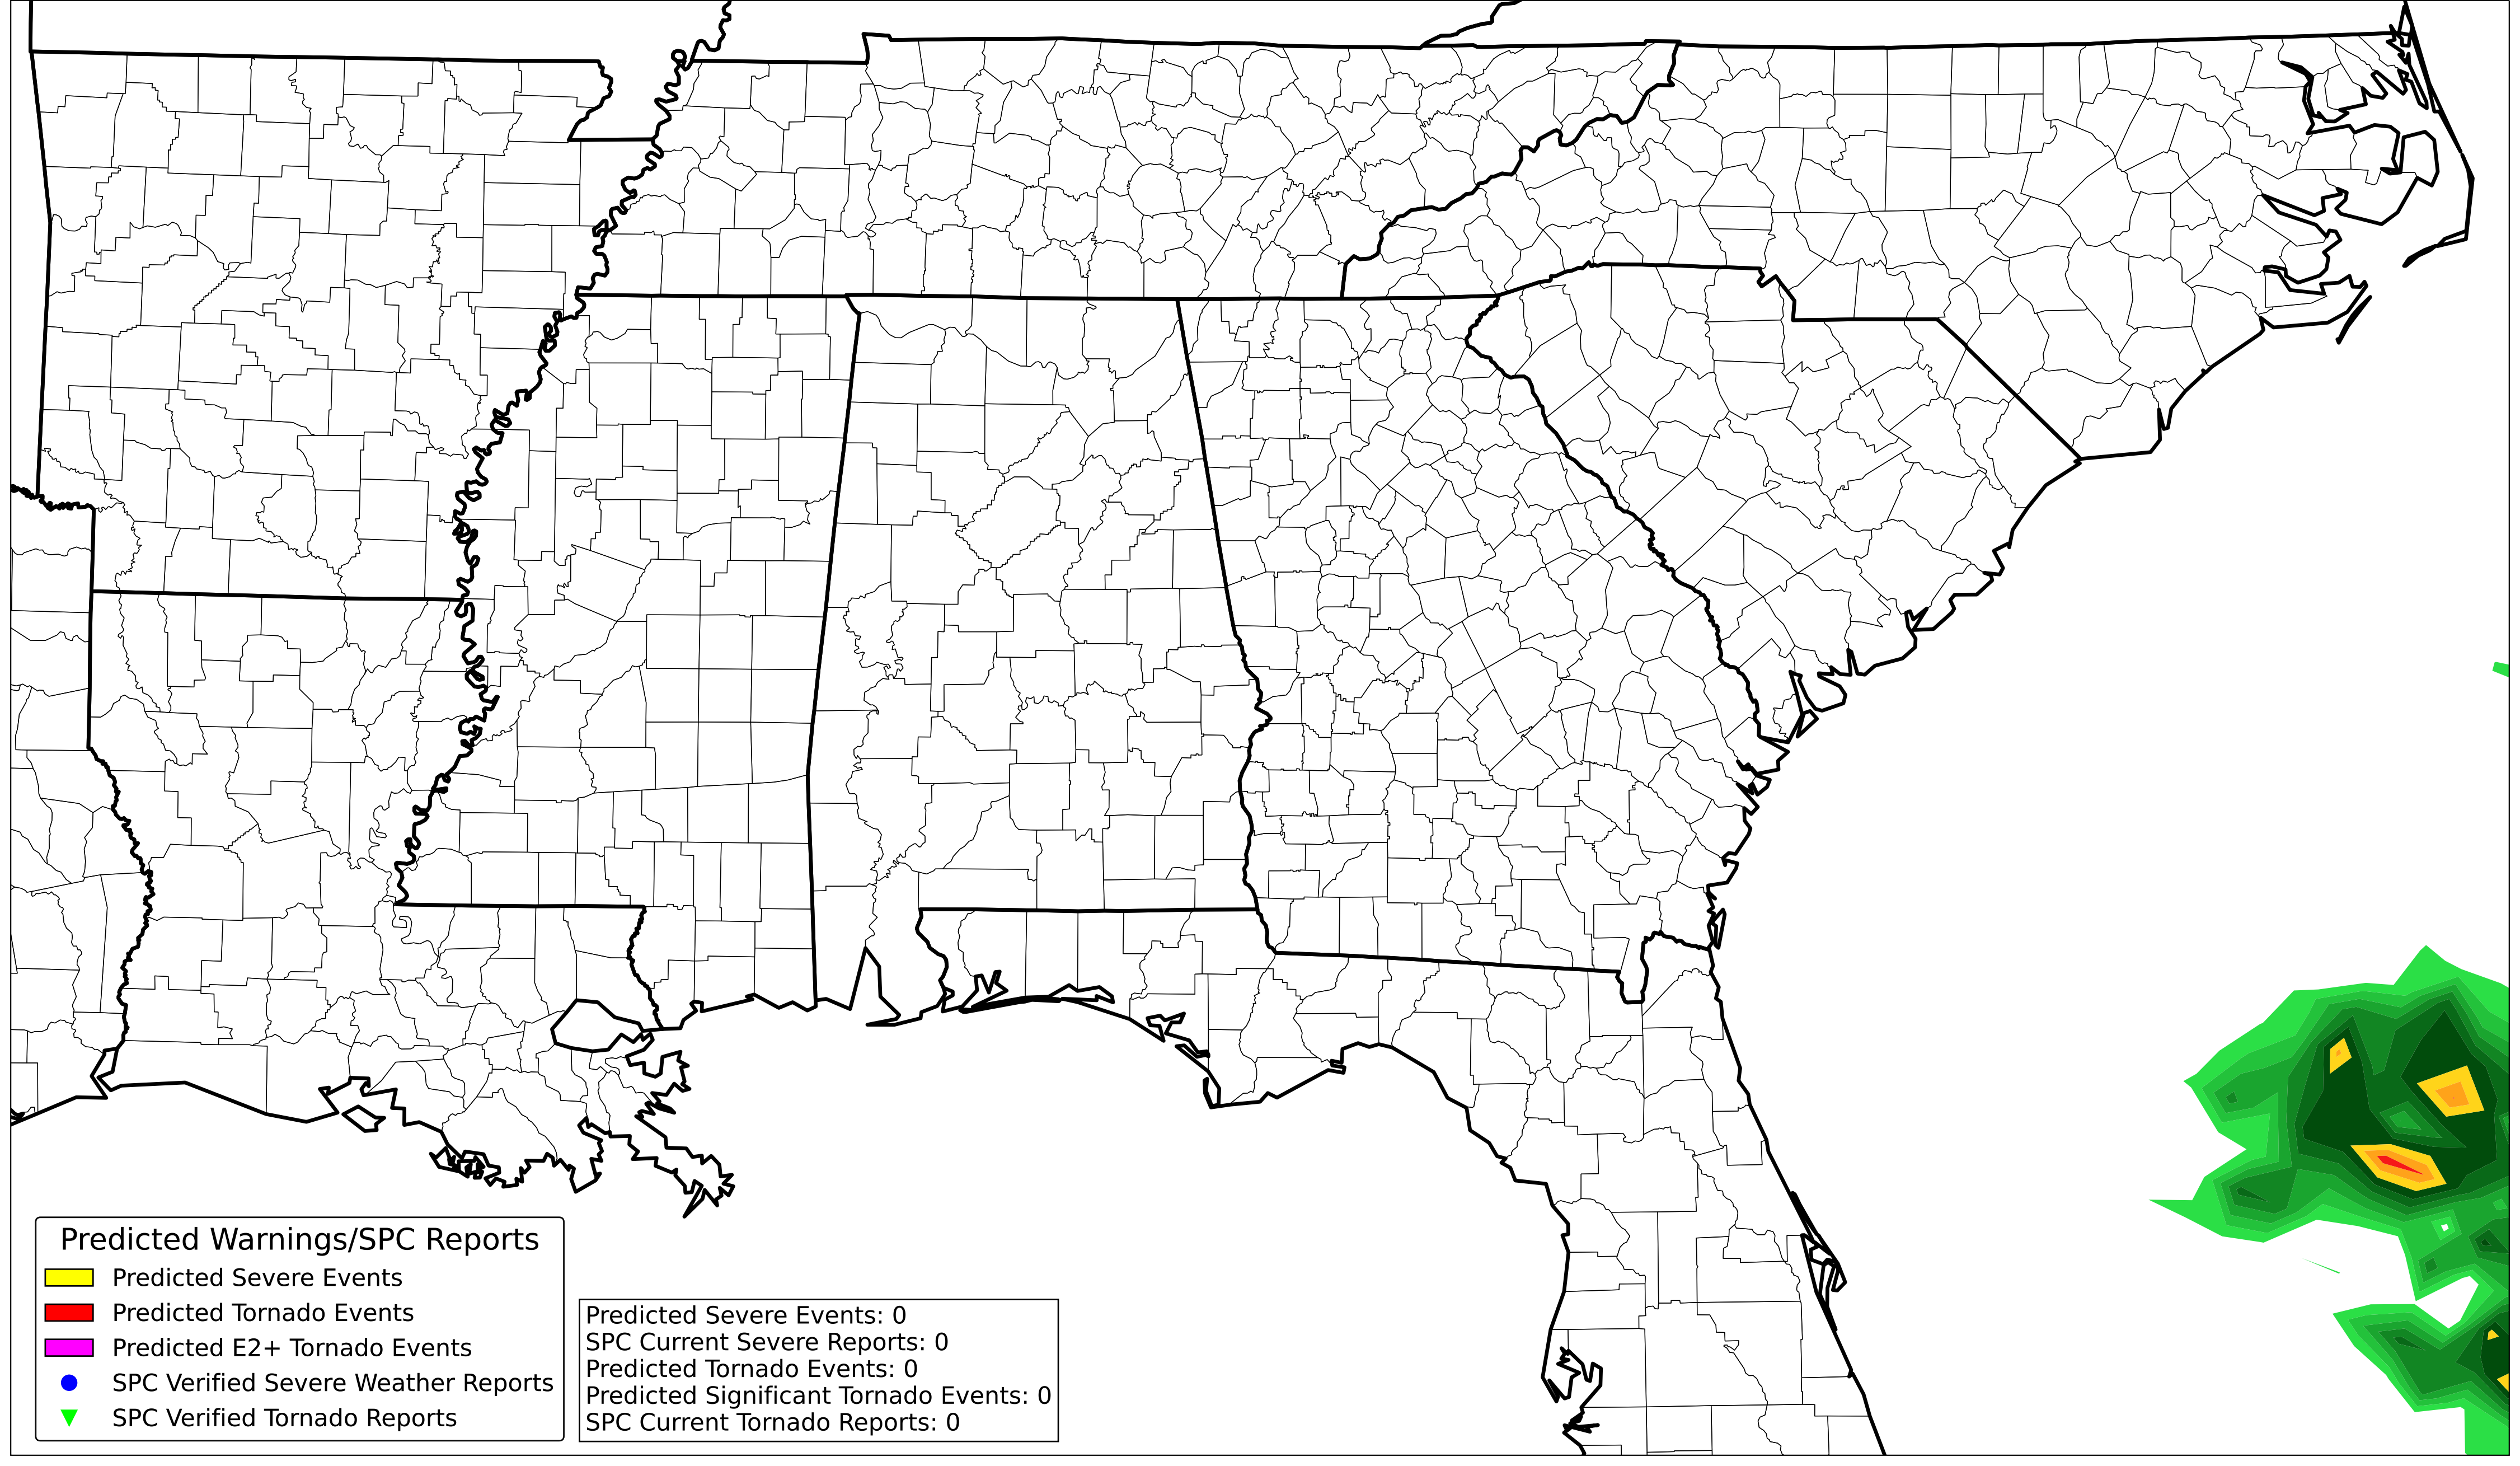 Predicted Warnings/SPC Reports
Predicted Severe Events
Predicted Tornado Events
Predicted E2+ Tornado Events
SPC Verified Severe Weather Reports
SPC Verified Tornado Reports
Predicted Severe Events: 0
SPC Current Severe Reports: 0
Predicted Tornado Events: 0
Predicted Significant Tornado Events: 0
SPC Current Tornado Reports: 0